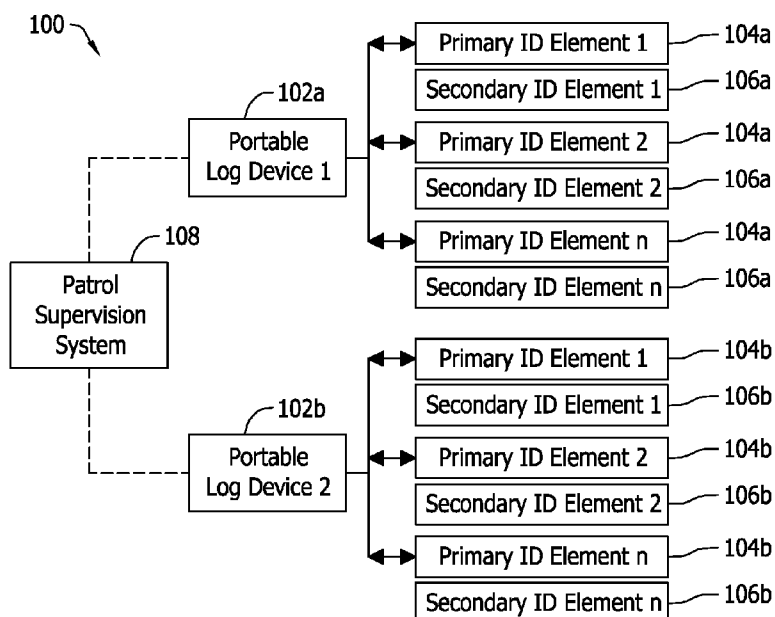 100
102a
Portable
Log Device 1
Primary ID Element 1
104a
Secondary ID Element 1
106a
Primary ID Element 2
104a
Secondary ID Element 2
106a
Primary ID Element n
104a
Secondary ID Element n
106a
108
Patrol
Supervision
System
102b
Portable
Log Device 2
Primary ID Element 1
104b
Secondary ID Element 1
106b
Primary ID Element 2
104b
Secondary ID Element 2
106b
Primary ID Element n
104b
Secondary ID Element n
106b